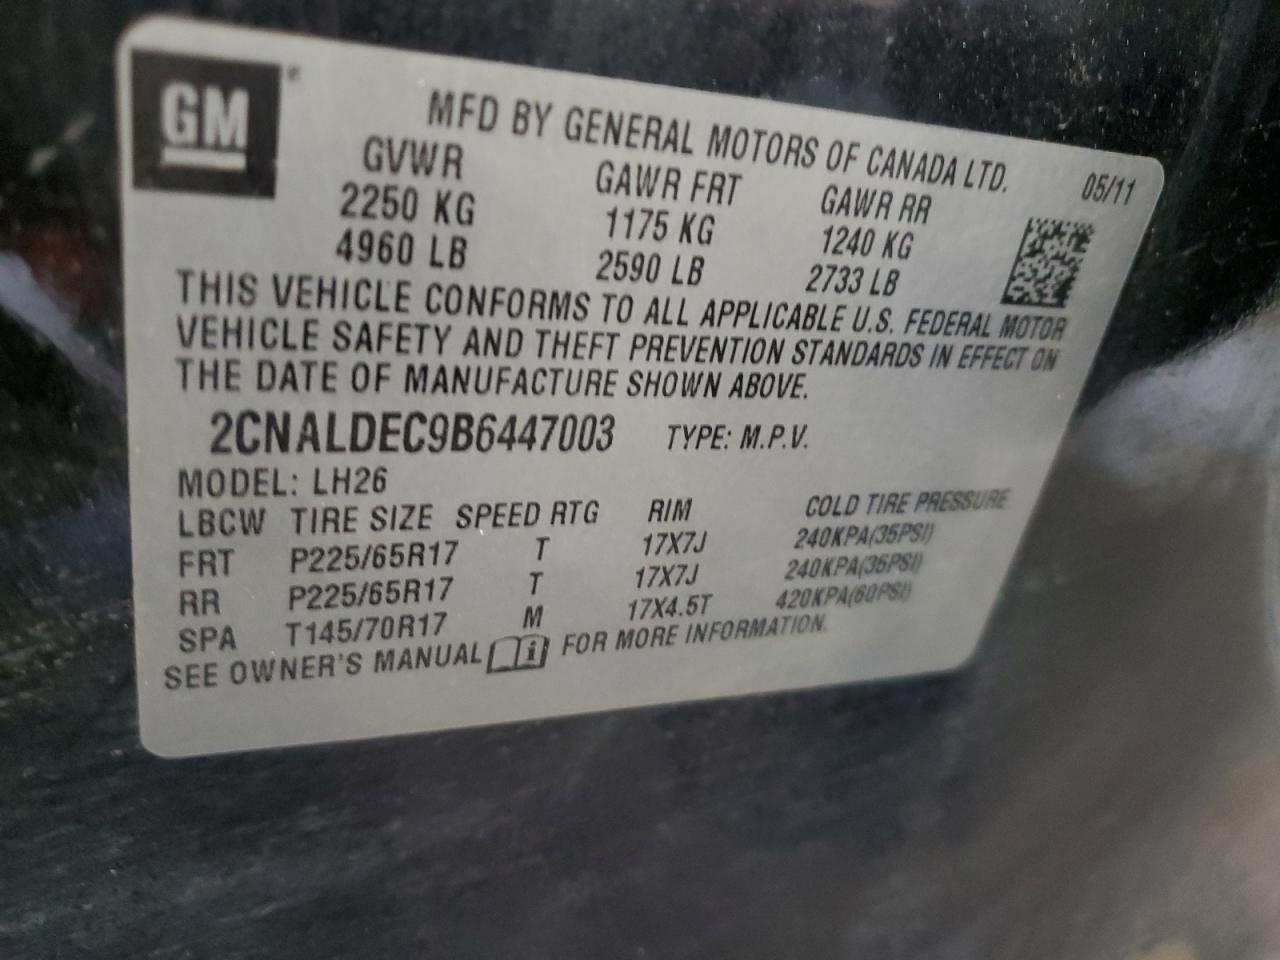 GM
MFD BY GENERAL MOTORS OF CANADA LTD.
05/11
GVWR GAWR FRT GAWR RR
2250 KG 1175 KG 1240 KG
4960 LB 2590 LB 2733 LB
THIS VEHICLE CONFORMS TO ALL APPLICABLE U.S. FEDERAL MOTOR
VEHICLE SAFETY AND THEFT PREVENTION STANDARDS IN EFFECT ON
THE DATE OF MANUFACTURE SHOWN ABOVE.
2CNALDEC9B6447003 TYPE: M.P.V.
MODEL: LH26
LBCW TIRE SIZE SPEED RTG RIM COLD TIRE PRESSURE
FRT P225/65R17 T 17X7J 240KPA(35PSI)
RR P225/65R17 T 17X7J 240KPA(35PSI)
SPA T145/70R17 M 17X4.5T 420KPA(60PSI)
SEE OWNER'S MANUAL i FOR MORE INFORMATION.